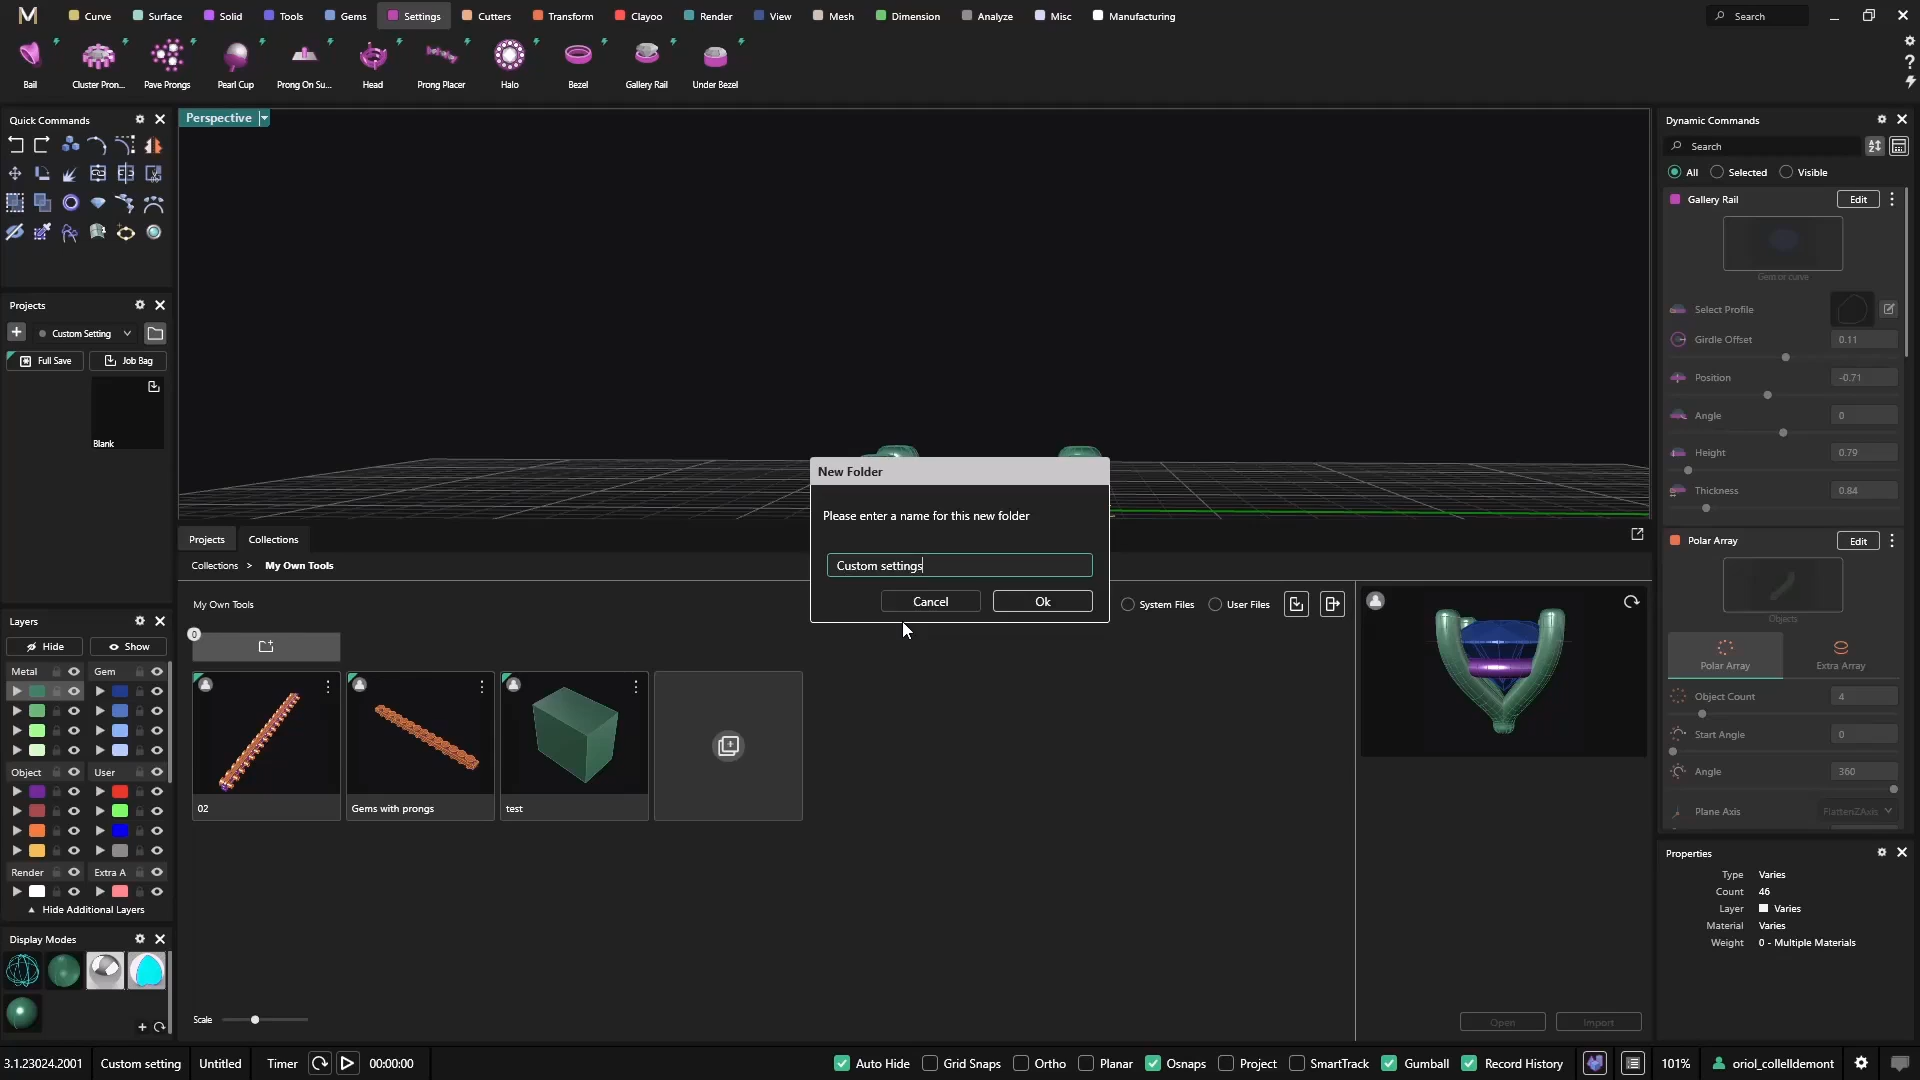 Curve Surface Solid Tools Gems Settings Cutters Transform Clayoo Render View Mesh Dimension Analyze Misc Manufacturing Search
Bail Cluster Pron... Pave Prongs Pearl Cup Prong On Su... Head Prong Placer Halo Bezel Gallery Rail Under Bezel
Quick Commands
Perspective
Dynamic Commands
Search
All Selected Visible
Gallery Rail Edit
Gem or curve
Select Profile
Girdle Offset 0.11
Position -0.71
Angle 0
Height 0.79
Thickness 0.84
Polar Array Edit
Objects
Polar Array Extra Array
Object Count 4
Start Angle 0
Angle 360
Plane Axis FlattenZAxis
Projects
Custom Setting
Full Save Job Bag
Blank
New Folder
Please enter a name for this new folder
Custom settings
Cancel Ok
Projects Collections
Collections > My Own Tools
My Own Tools
System Files User Files
0
02
Gems with prongs
test
Scale
Open Import
Layers
Hide Show
Metal Gem
Object User
Render Extra A
Hide Additional Layers
Display Modes
Properties
Type Varies
Count 46
Layer Varies
Material Varies
Weight 0 - Multiple Materials
3.1.23024.2001 Custom setting Untitled Timer 00:00:00 Auto Hide Grid Snaps Ortho Planar Osnaps Project SmartTrack Gumball Record History 101% oriol_collelldemont